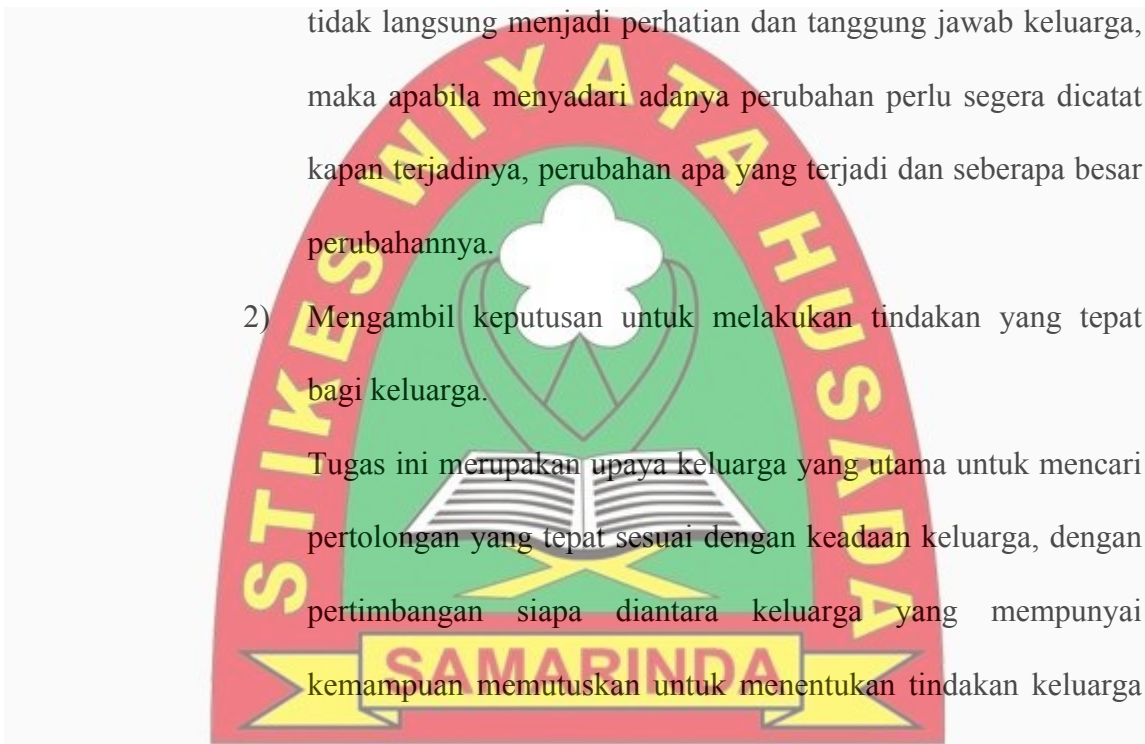 tidak langsung menjadi perhatian dan tanggung jawab keluarga,
maka apabila menyadari adanya perubahan perlu segera dicatat
kapan terjadinya, perubahan apa yang terjadi dan seberapa besar
perubahannya.
2) Mengambil keputusan untuk melakukan tindakan yang tepat
bagi keluarga.
Tugas ini merupakan upaya keluarga yang utama untuk mencari
pertolongan yang tepat sesuai dengan keadaan keluarga, dengan
pertimbangan siapa diantara keluarga yang mempunyai
kemampuan memutuskan untuk menentukan tindakan keluarga
STIKES WIYATA HUSADA
SAMARINDA